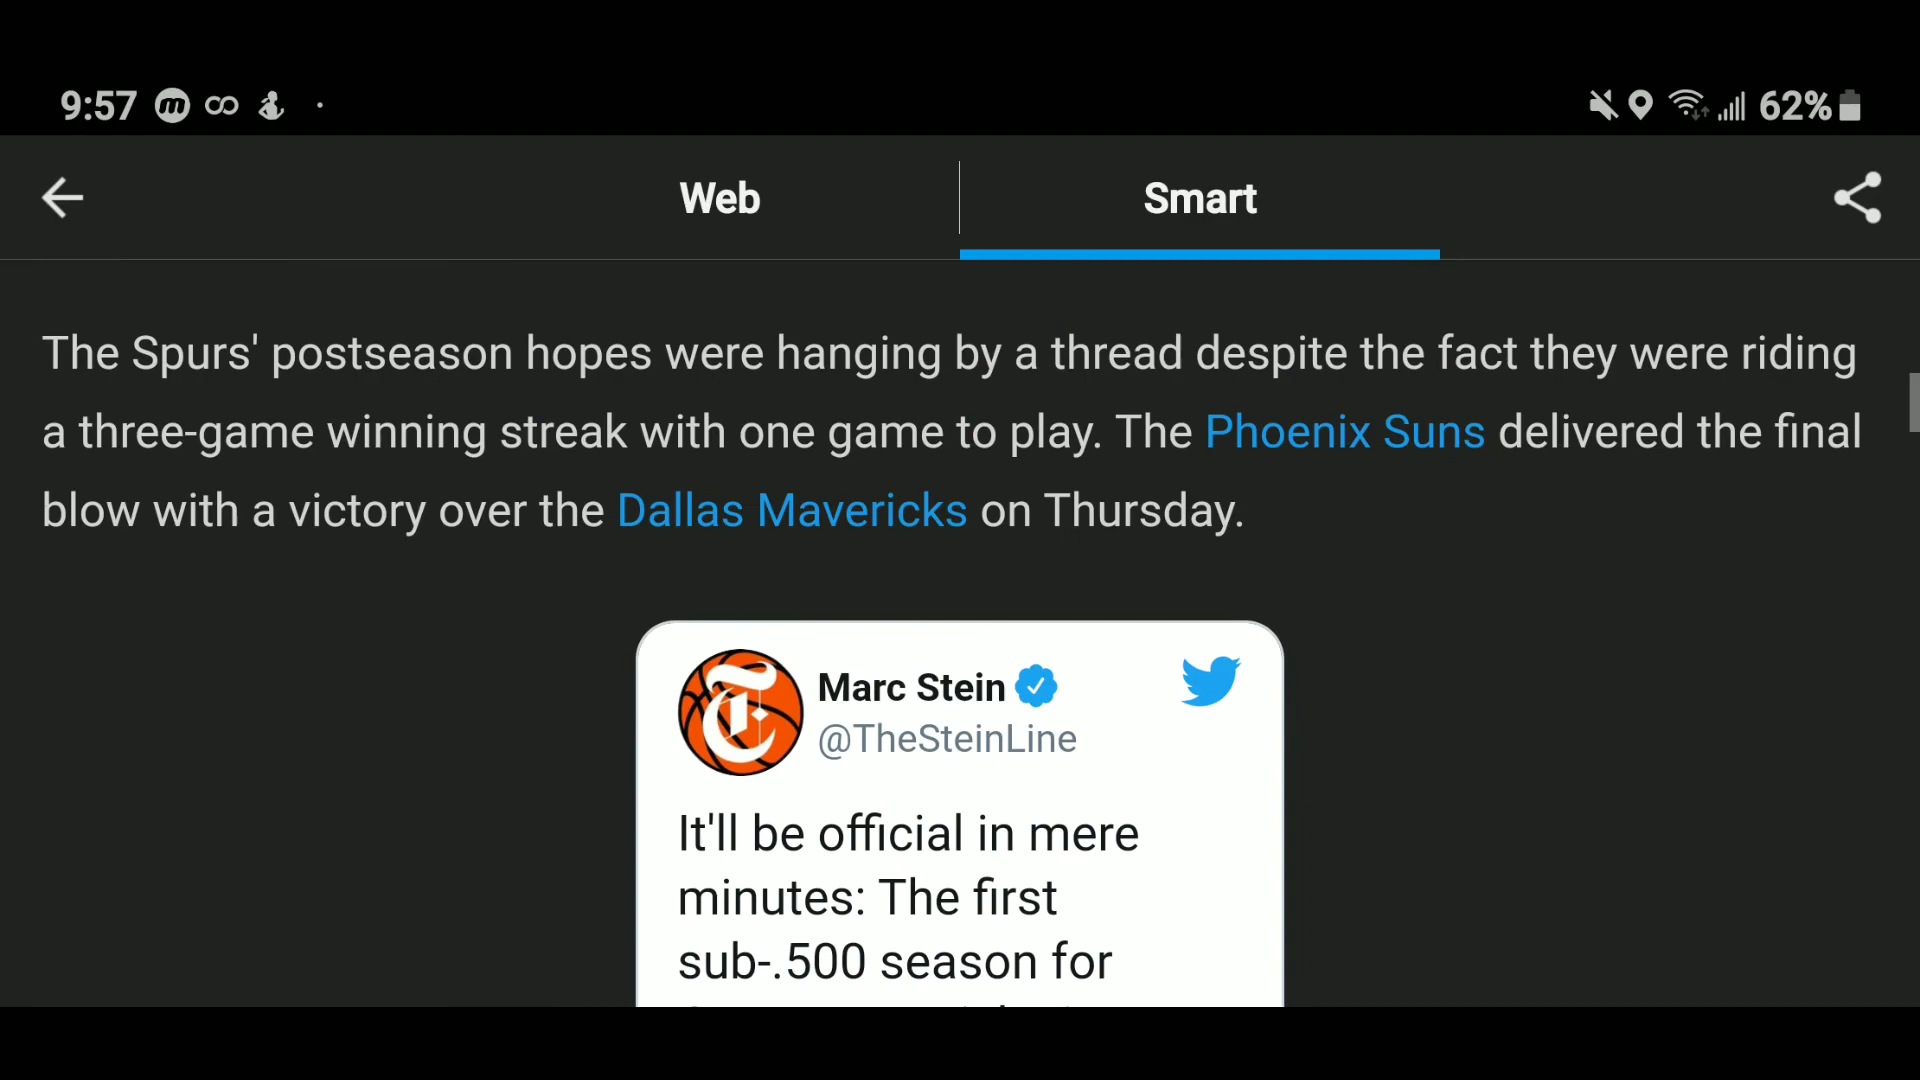 9:57
62%
Web
Smart
The Spurs' postseason hopes were hanging by a thread despite the fact they were riding
a three-game winning streak with one game to play. The Phoenix Suns delivered the final
blow with a victory over the Dallas Mavericks on Thursday.
Marc Stein
@TheSteinLine
It'll be official in mere
minutes: The first
sub-.500 season for